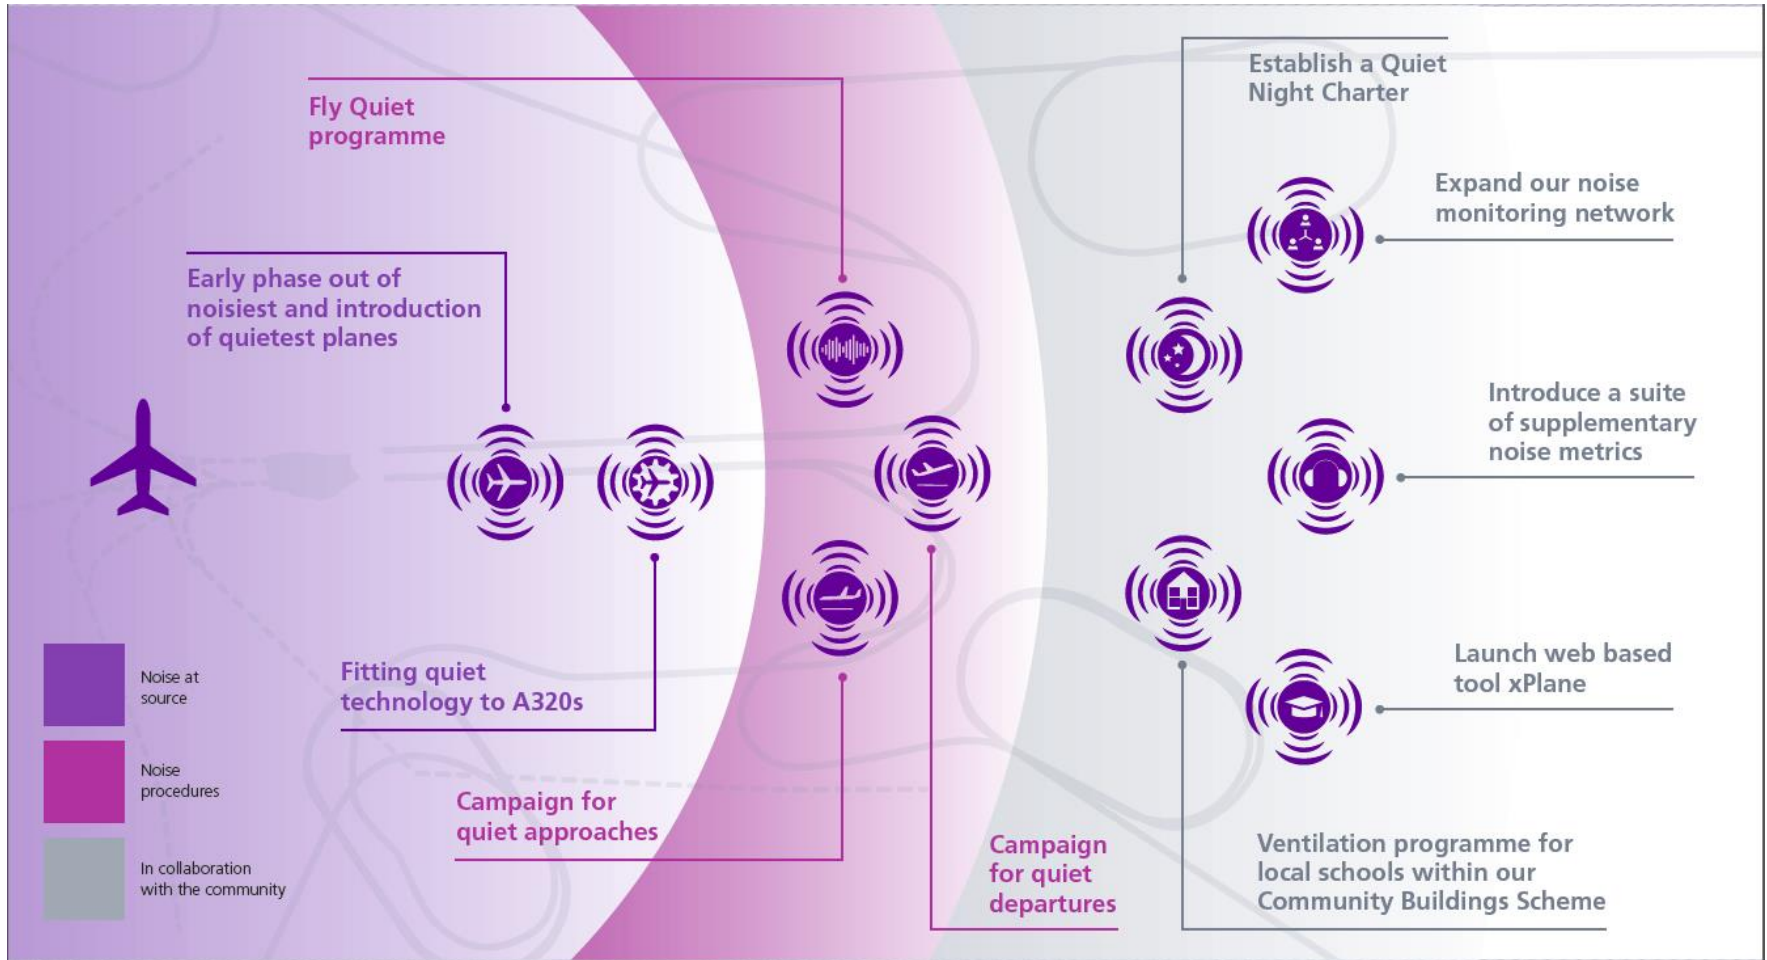 Fly Quiet
programme
Early phase out of
noisiest and introduction
of quietest planes
Fitting quiet
technology to A320s
Campaign for
quiet approaches
Campaign
for quiet
departures
Establish a Quiet
Night Charter
Expand our noise
monitoring network
Introduce a suite
of supplementary
noise metrics
Launch web based
tool xPlane
Ventilation programme for
local schools within our
Community Buildings Scheme
Noise at
source
Noise
procedures
In collaboration
with the community